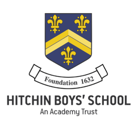 Foundation 1632
HITCHIN BOYS' SCHOOL
An Academy Trust